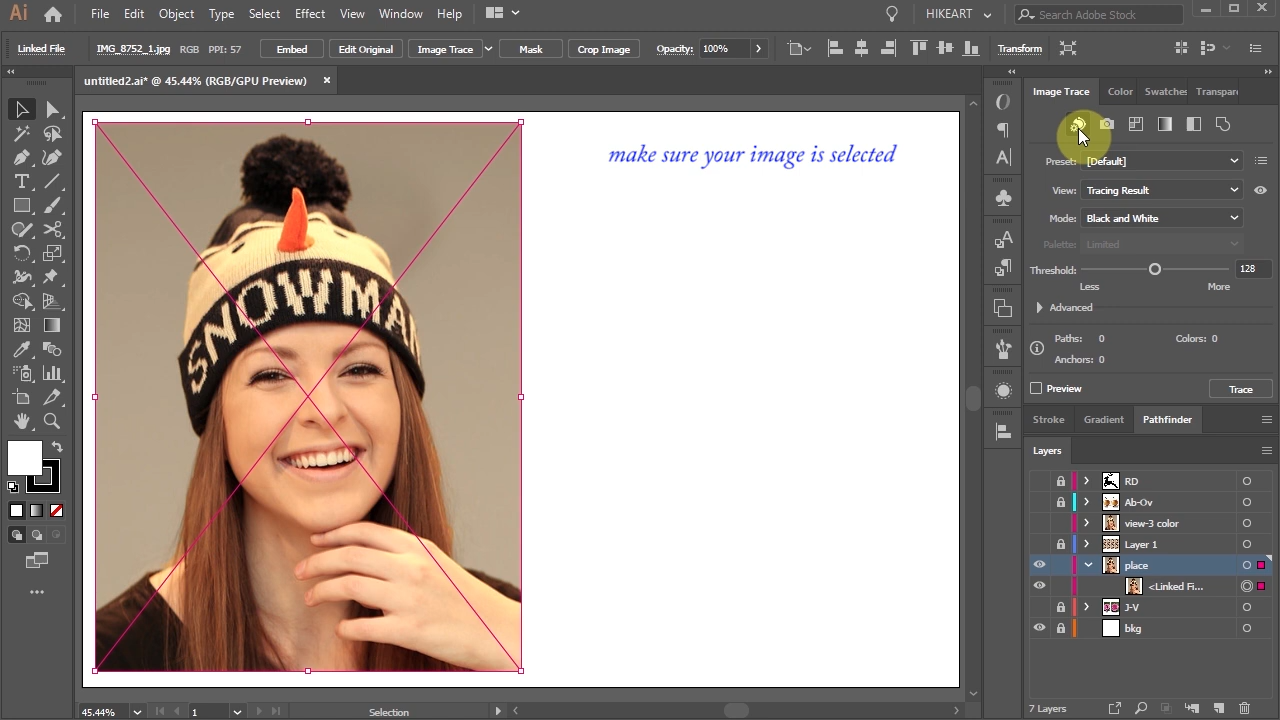 Ai File Edit Object Type Select Effect View Window Help HIKEART Search Adobe Stock
Linked File IMG_8752_1.jpg RGB PPI: 57 Embed Edit Original Image Trace Mask Crop Image Opacity: 100% Transform
untitled2.ai* @ 45.44% (RGB/GPU Preview)
Image Trace Color Swatches Transpare
make sure your image is selected
Preset: [Default]
View: Tracing Result
Mode: Black and White
Palette: Limited
Threshold: 128
Less More
Advanced
Paths: 0 Colors: 0
Anchors: 0
Preview Trace
SNOWMAN
Stroke Gradient Pathfinder
Layers
RD
Ab-Ov
view-3 color
Layer 1
place
<Linked Fi...
J-V
bkg
45.44% 1 Selection 7 Layers